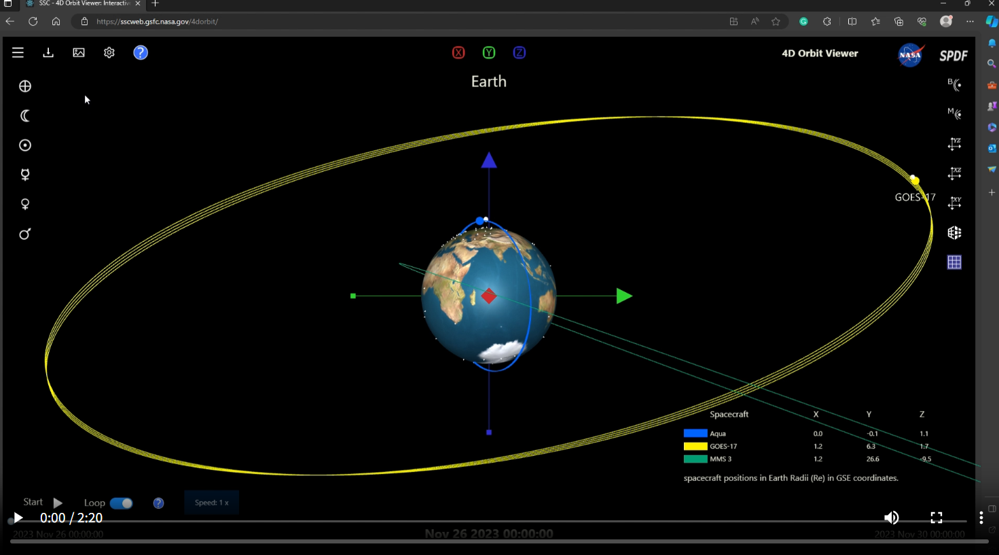 SSC - 4D Orbit Viewer: Interactiv
https://sscweb.gsfc.nasa.gov/4dorbit/
X Y Z
4D Orbit Viewer
NASA
SPDF
Earth
B
M
YZ
XZ
XY
GOES-17
Spacecraft X Y Z
Aqua 0.0 -0.1 1.1
GOES-17 1.2 6.3 1.7
MMS 3 1.2 26.6 -9.5
spacecraft positions in Earth Radii (Re) in GSE coordinates.
Start Loop ? Speed: 1 x
0:00 / 2:20
2023 Nov 26 00:00:00 Nov 26 2023 00:00:00 2023 Nov 30 00:00:00